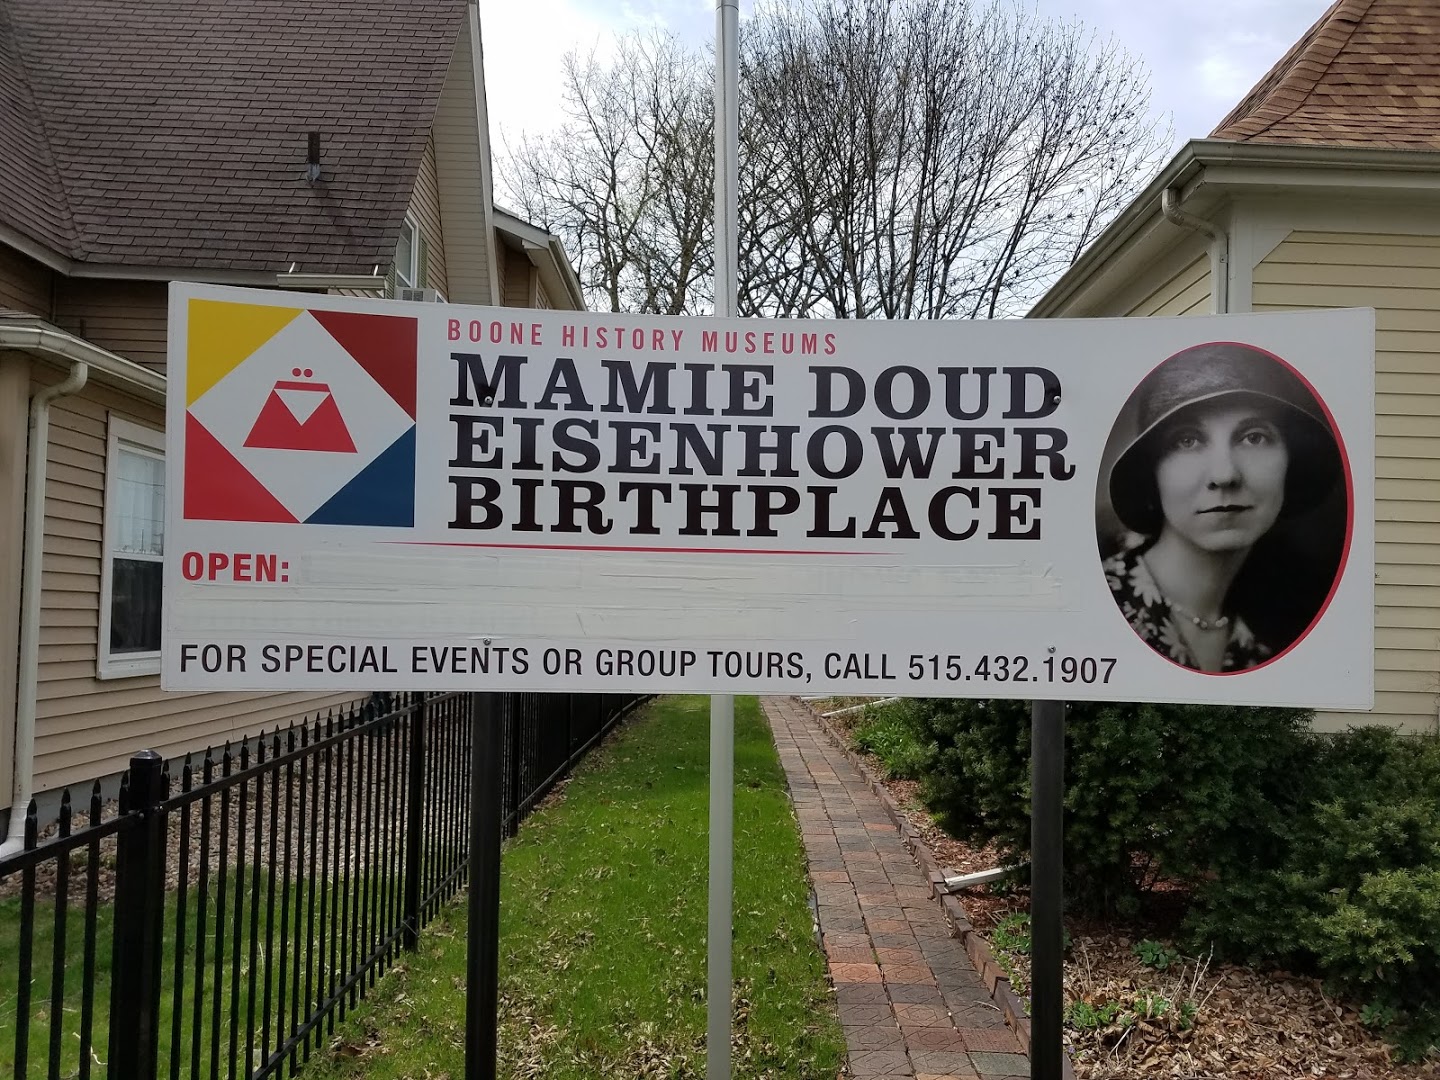 BOONE HISTORY MUSEUMS
MAMIE DOUD
EISENHOWER
BIRTHPLACE
OPEN:
FOR SPECIAL EVENTS OR GROUP TOURS, CALL 515.432.1907